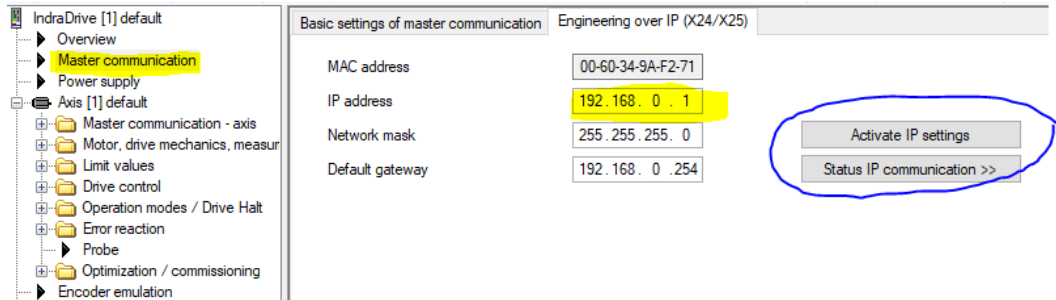 IndraDrive [1] default
Overview
Master communication
Power supply
Axis [1] default
Master communication - axis
Motor, drive mechanics, measur
Limit values
Drive control
Operation modes / Drive Halt
Error reaction
Probe
Optimization / commissioning
Encoder emulation
Basic settings of master communication
Engineering over IP (X24/X25)
MAC address 00-60-34-9A-F2-71
IP address 192.168. 0 . 1
Network mask 255.255.255. 0 Activate IP settings
Default gateway 192.168. 0 .254 Status IP communication >>